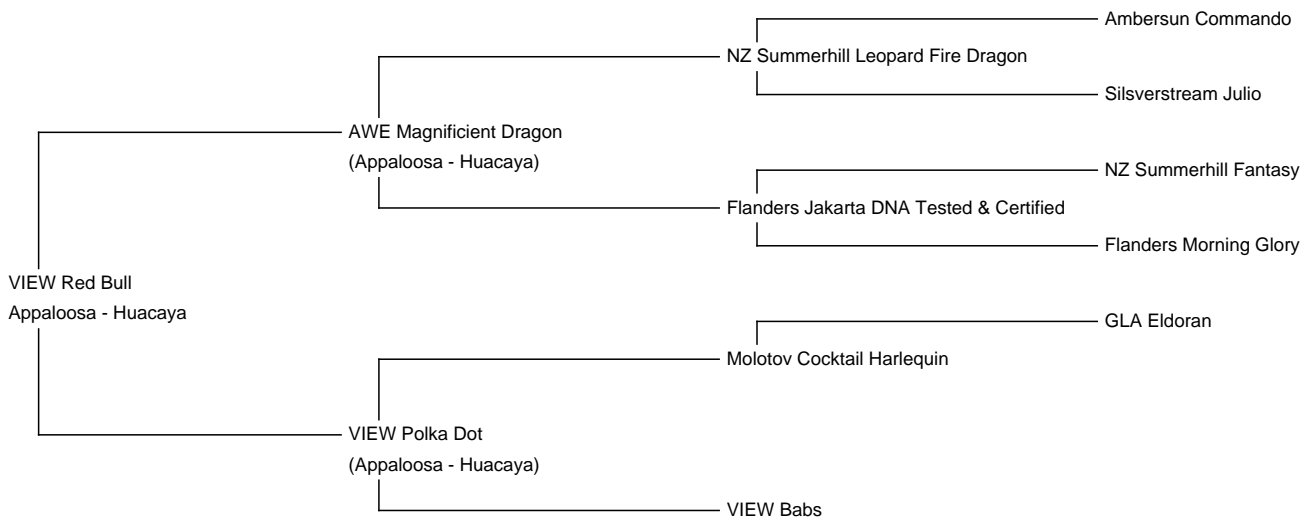 Ambersun Commando
NZ Summerhill Leopard Fire Dragon
Silsverstream Julio
AWE Magnificient Dragon
(Appaloosa - Huacaya)
NZ Summerhill Fantasy
Flanders Jakarta DNA Tested & Certified
Flanders Morning Glory
VIEW Red Bull
Appaloosa - Huacaya
GLA Eldoran
Molotov Cocktail Harlequin
VIEW Polka Dot
(Appaloosa - Huacaya)
VIEW Babs